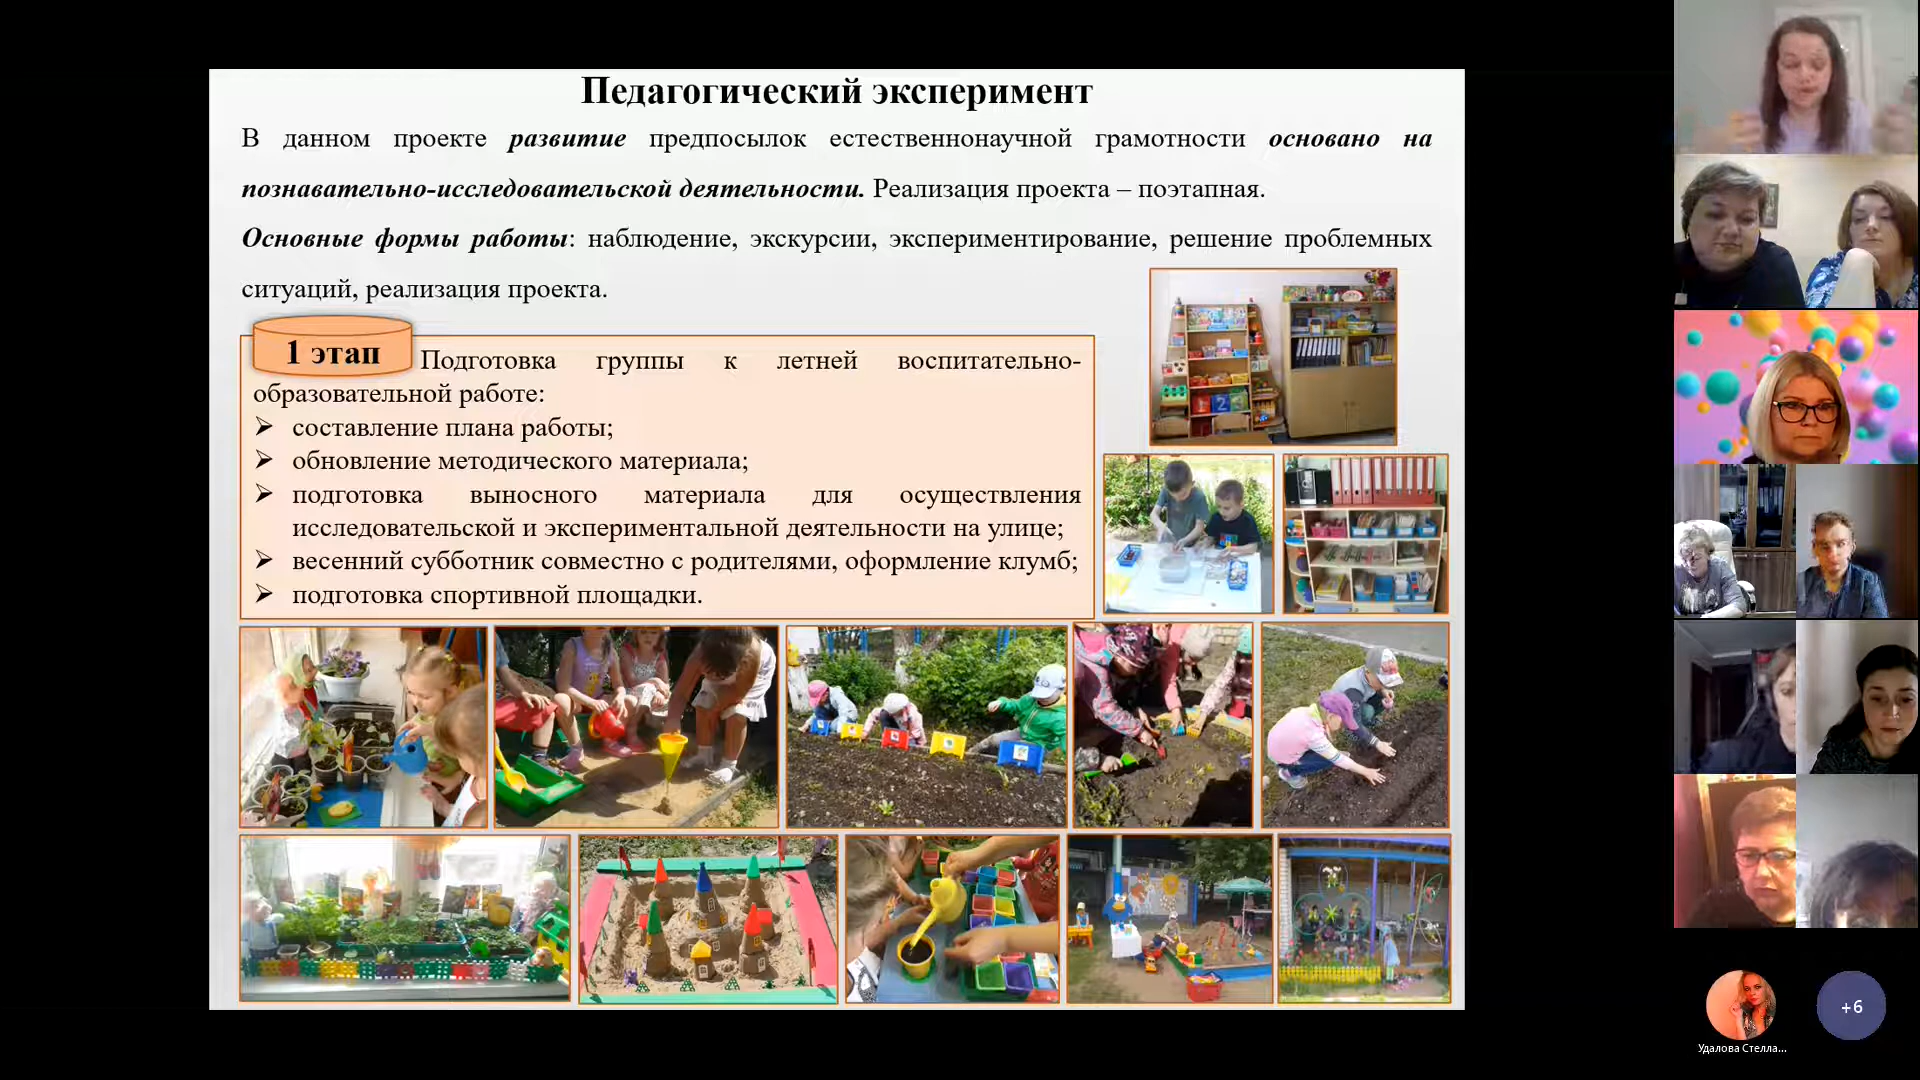 Педагогический эксперимент
В данном проекте развитие предпосылок естественнонаучной грамотности основано на
познавательно-исследовательской деятельности. Реализация проекта – поэтапная.
Основные формы работы: наблюдение, экскурсии, экспериментирование, решение проблемных
ситуаций, реализация проекта.
1 этап
Подготовка группы к летней воспитательно-
образовательной работе:
➢ составление плана работы;
➢ обновление методического материала;
➢ подготовка выносного материала для осуществления
исследовательской и экспериментальной деятельности на улице;
➢ весенний субботник совместно с родителями, оформление клумб;
➢ подготовка спортивной площадки.
+6
Удалова Стелла...